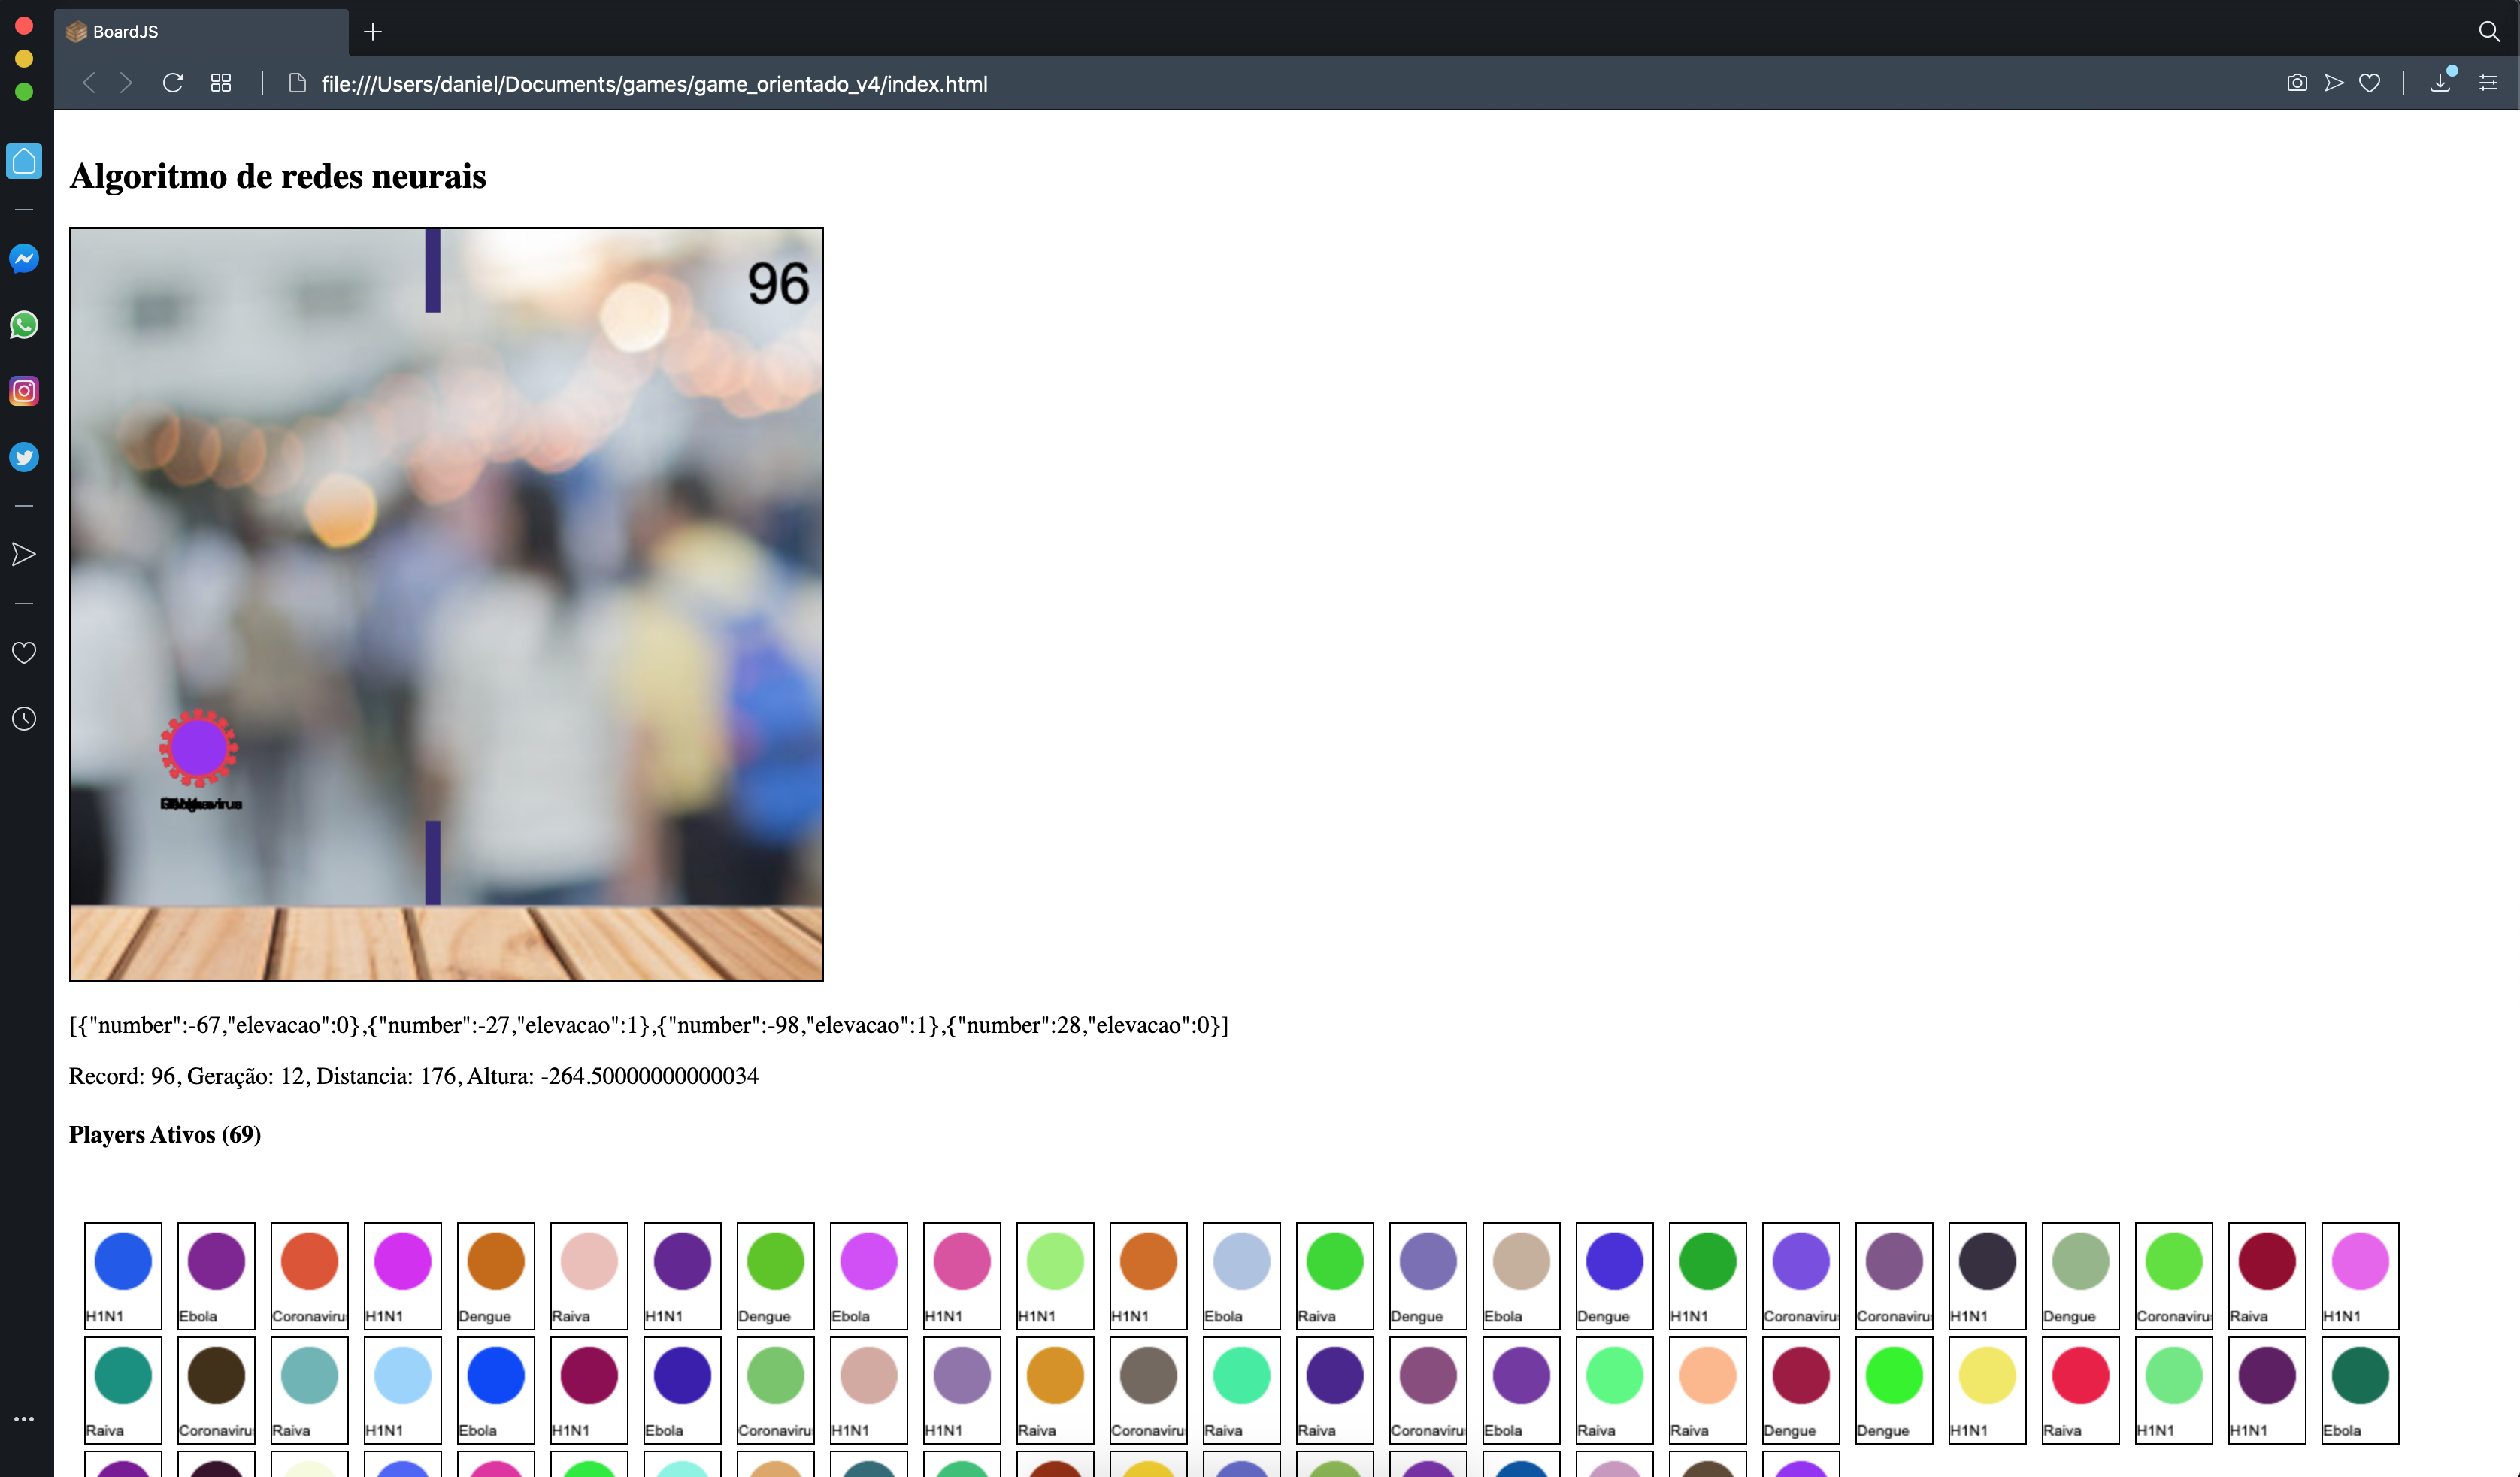 BoardJS
file:///Users/daniel/Documents/games/game_orientado_v4/index.html
Algoritmo de redes neurais
96
[{"number":-67,"elevacao":0},{"number":-27,"elevacao":1},{"number":-98,"elevacao":1},{"number":28,"elevacao":0}]
Record: 96, Geração: 12, Distancia: 176, Altura: -264.50000000000034
Players Ativos (69)
H1N1 Ebola Coronaviru H1N1 Dengue Raiva H1N1 Dengue Ebola H1N1 H1N1 H1N1 Ebola Raiva Dengue Ebola Dengue H1N1 Coronaviru Coronaviru H1N1 Dengue Coronaviru Raiva H1N1
Raiva Coronaviru Raiva H1N1 Ebola H1N1 Ebola Coronaviru H1N1 H1N1 Raiva Coronaviru Raiva Raiva Coronaviru Ebola Raiva Raiva Dengue Dengue H1N1 Raiva H1N1 H1N1 Ebola